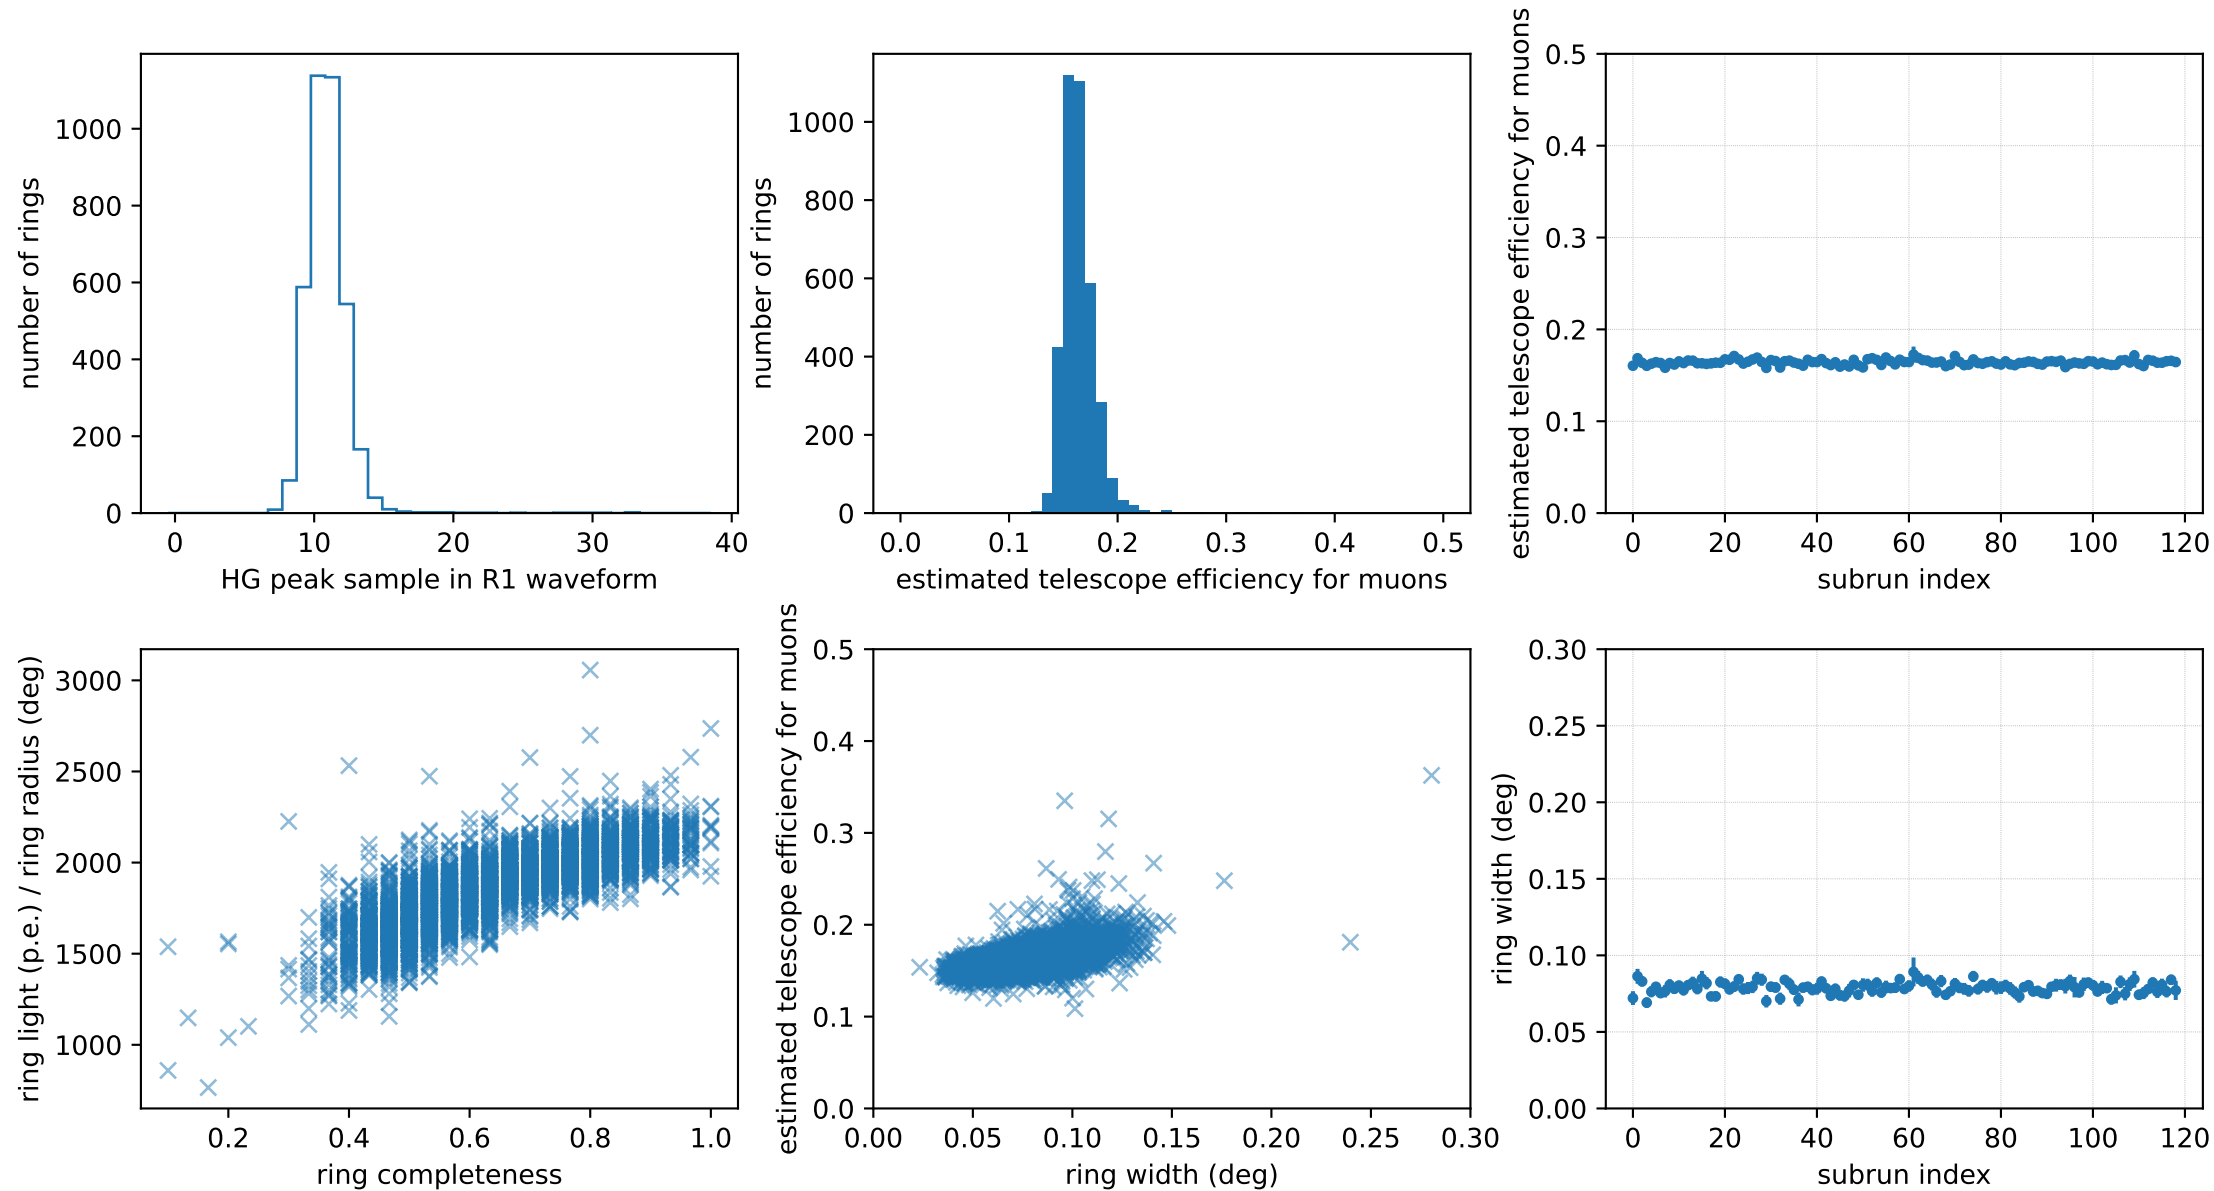 number of rings
1000
800
600
400
200
0
0 10 20 30 40
HG peak sample in R1 waveform
number of rings
1000
800
600
400
200
0
0.0 0.1 0.2 0.3 0.4 0.5
estimated telescope efficiency for muons
estimated telescope efficiency for muons
0.5
0.4
0.3
0.2
0.1
0.0
0 20 40 60 80 100 120
subrun index
ring light (p.e.) / ring radius (deg)
3000
2500
2000
1500
1000
0.2 0.4 0.6 0.8 1.0
ring completeness
estimated telescope efficiency for muons
0.5
0.4
0.3
0.2
0.1
0.0
0.00 0.05 0.10 0.15 0.20 0.25 0.30
ring width (deg)
ring width (deg)
0.30
0.25
0.20
0.15
0.10
0.05
0.00
0 20 40 60 80 100 120
subrun index